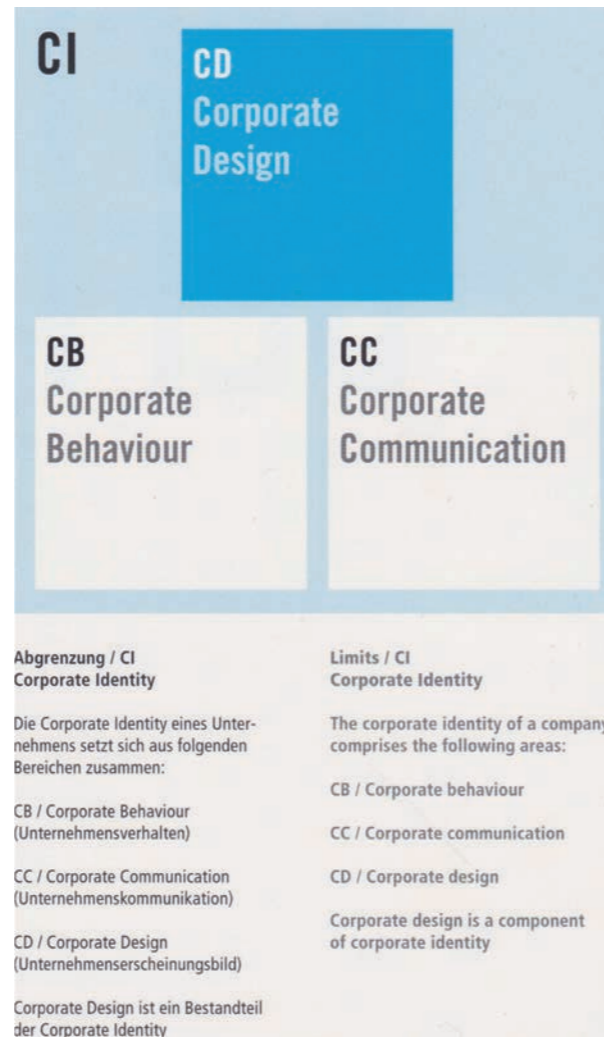 CI
CD
Corporate
Design
CB
Corporate
Behaviour
CC
Corporate
Communication
Abgrenzung / CI
Corporate Identity
Die Corporate Identity eines Unter-
nehmens setzt sich aus folgenden
Bereichen zusammen:
CB / Corporate Behaviour
(Unternehmensverhalten)
CC / Corporate Communication
(Unternehmenskommunikation)
CD / Corporate Design
(Unternehmenserscheinungsbild)
Corporate Design ist ein Bestandteil
der Corporate Identity
Limits / CI
Corporate Identity
The corporate identity of a company
comprises the following areas:
CB / Corporate behaviour
CC / Corporate communication
CD / Corporate design
Corporate design is a component
of corporate identity